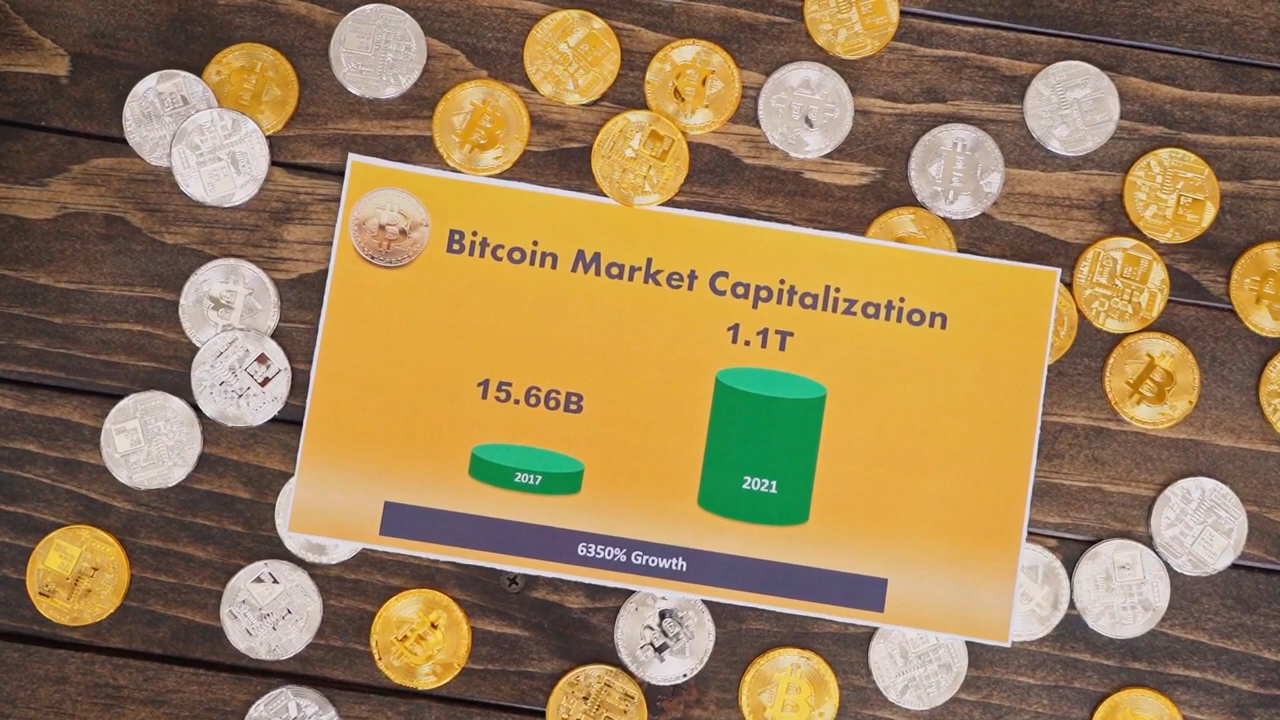 Bitcoin Market Capitalization
1.1T
15.66B
2017
2021
6350% Growth